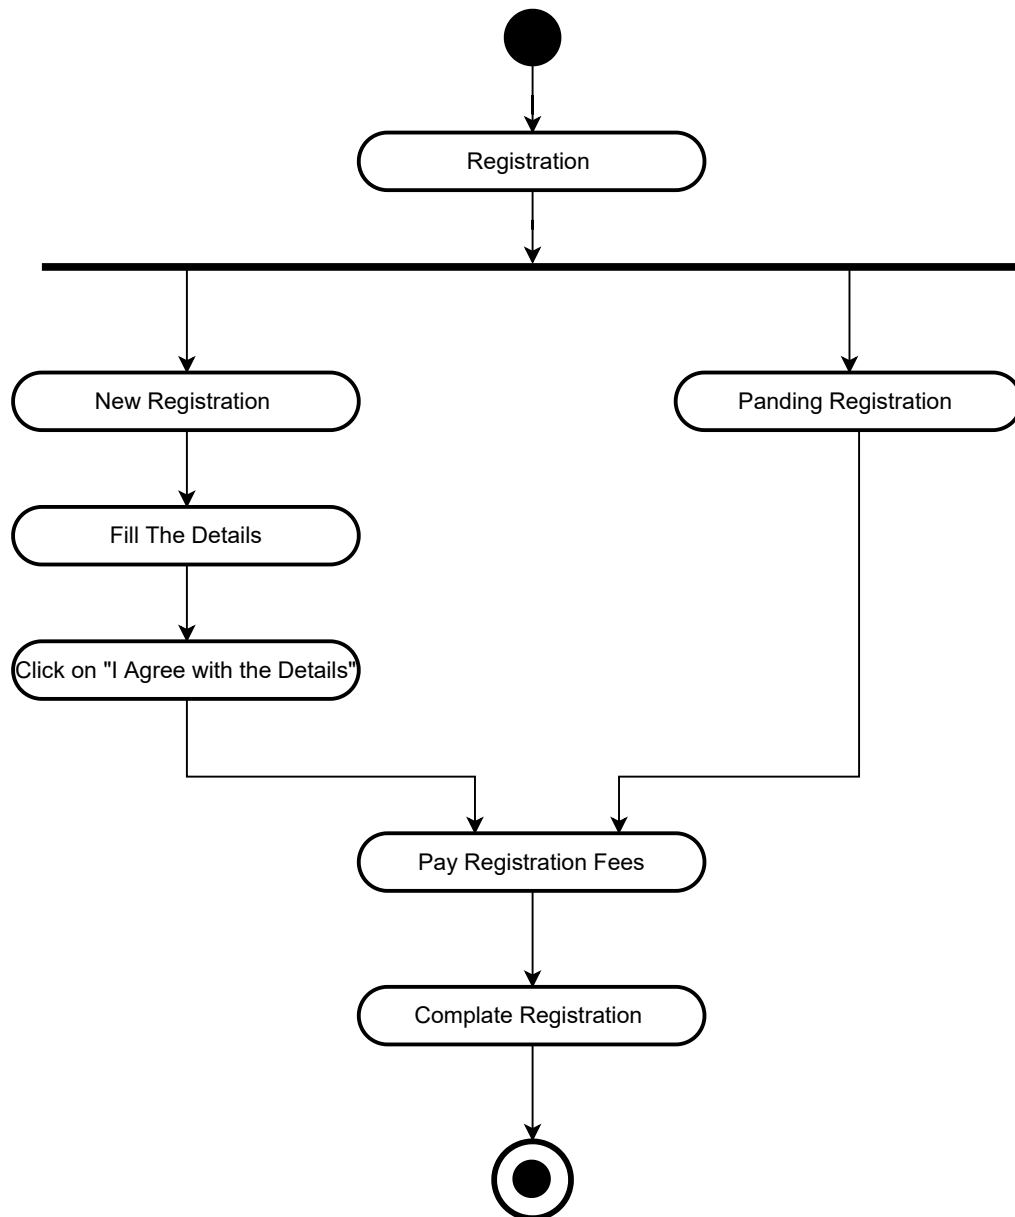 Registration
New Registration
Panding Registration
Fill The Details
Click on "I Agree with the Details"
Pay Registration Fees
Complate Registration